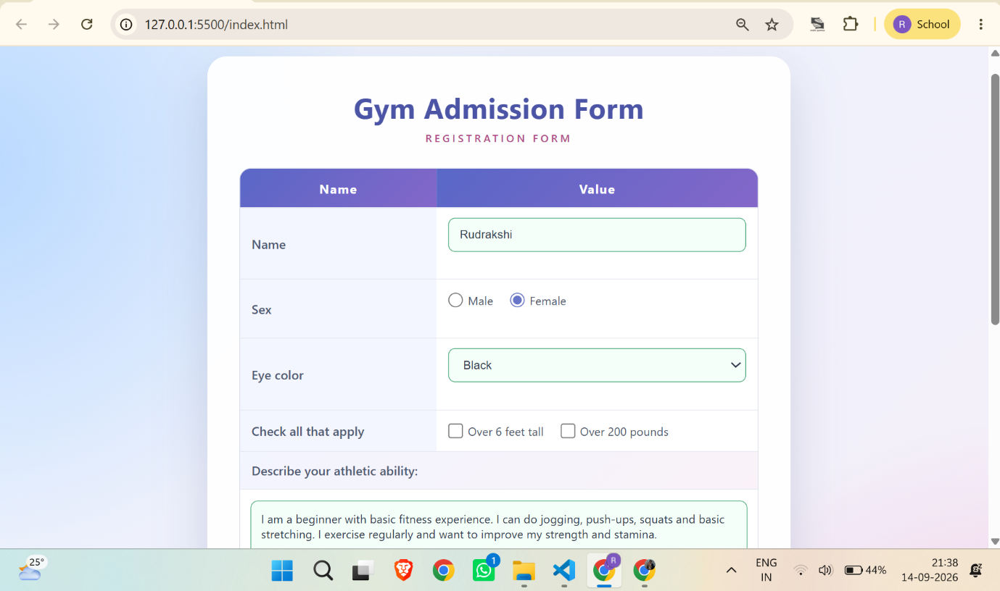 127.0.0.1:5500/index.html
R School
Gym Admission Form
REGISTRATION FORM
Name Value
Name Rudrakshi
Sex Male Female
Eye color Black
Check all that apply Over 6 feet tall Over 200 pounds
Describe your athletic ability:
I am a beginner with basic fitness experience. I can do jogging, push-ups, squats and basic
stretching. I exercise regularly and want to improve my strength and stamina.
25°
1
R
ENG
IN
44%
21:38
14-09-2026